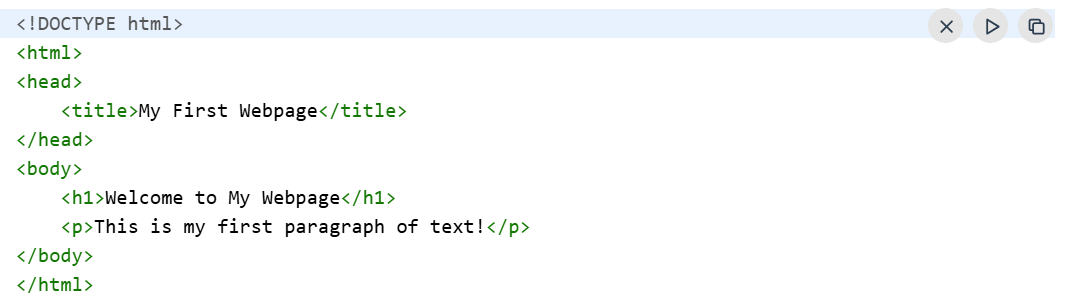 <!DOCTYPE html>
<html>
<head>
    <title>My First Webpage</title>
</head>
<body>
    <h1>Welcome to My Webpage</h1>
    <p>This is my first paragraph of text!</p>
</body>
</html>